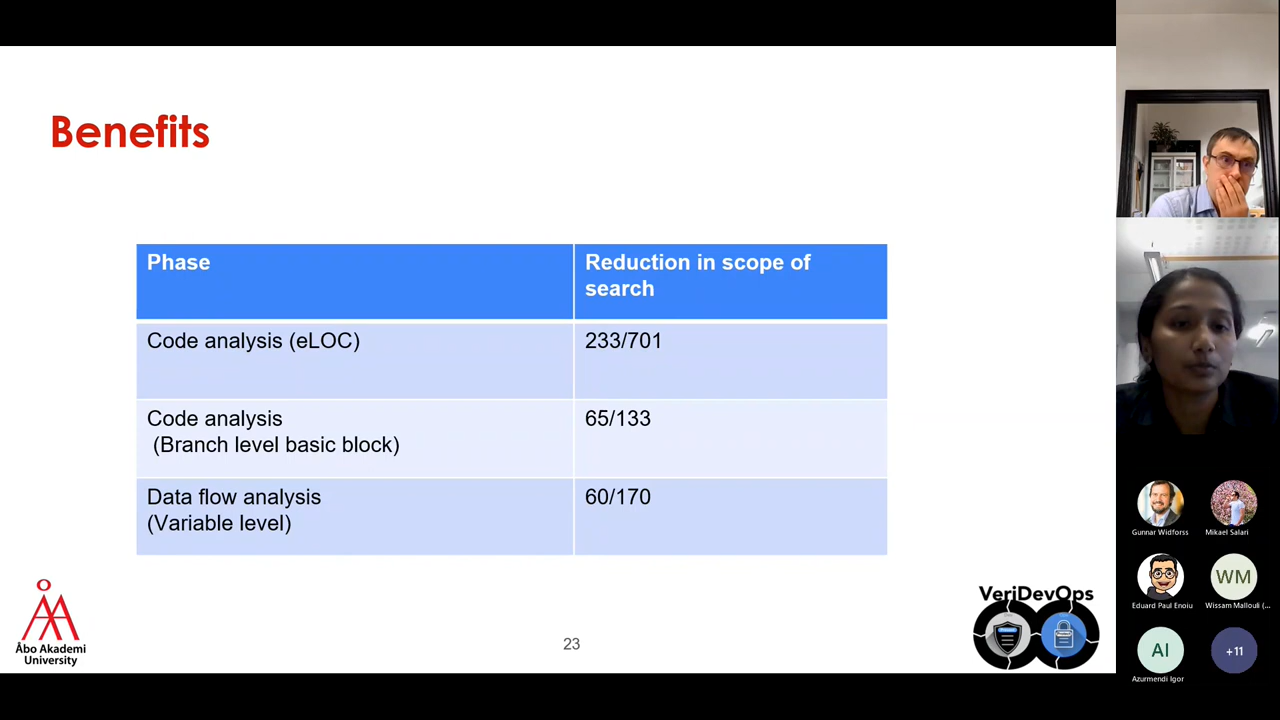 Benefits
Phase
Reduction in scope of
search
Code analysis (eLOC)
233/701
Code analysis
(Branch level basic block)
65/133
Data flow analysis
(Variable level)
60/170
Åbo Akademi
University
23
VeriDevOps
Gunnar Widforss
Mikael Salari
Eduard Paul Enoiu
WM
Wissam Mallouli (...
AI
Azurmendi Igor
+11